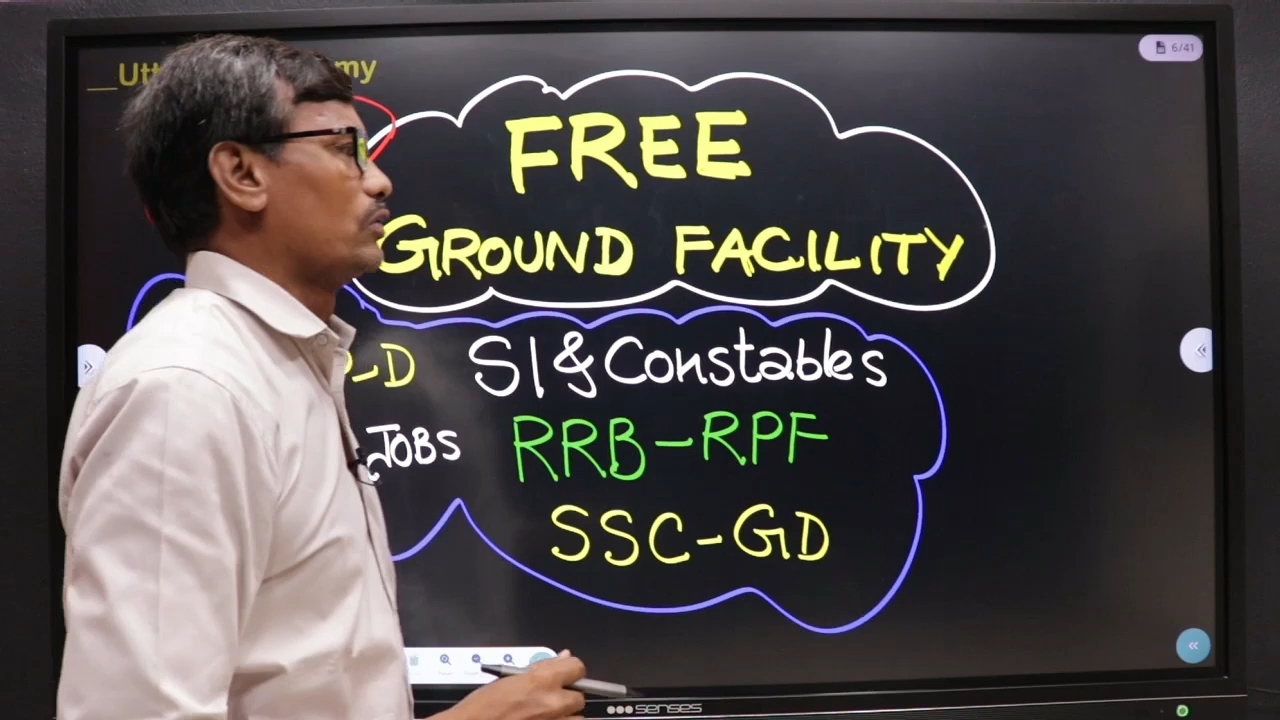 6/41
FREE
GROUND FACILITY
-D SI & Constables
JOBS RRB-RPF
SSC-GD
senses